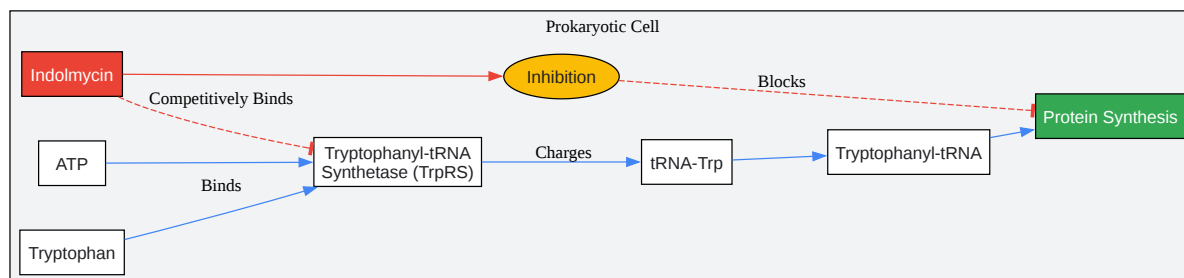 Prokaryotic Cell
Indolmycin
Inhibition
Blocks
Competitively Binds
Protein Synthesis
ATP
Tryptophanyl-tRNA
Synthetase (TrpRS)
Charges
tRNA-Trp
Tryptophanyl-tRNA
Binds
Tryptophan